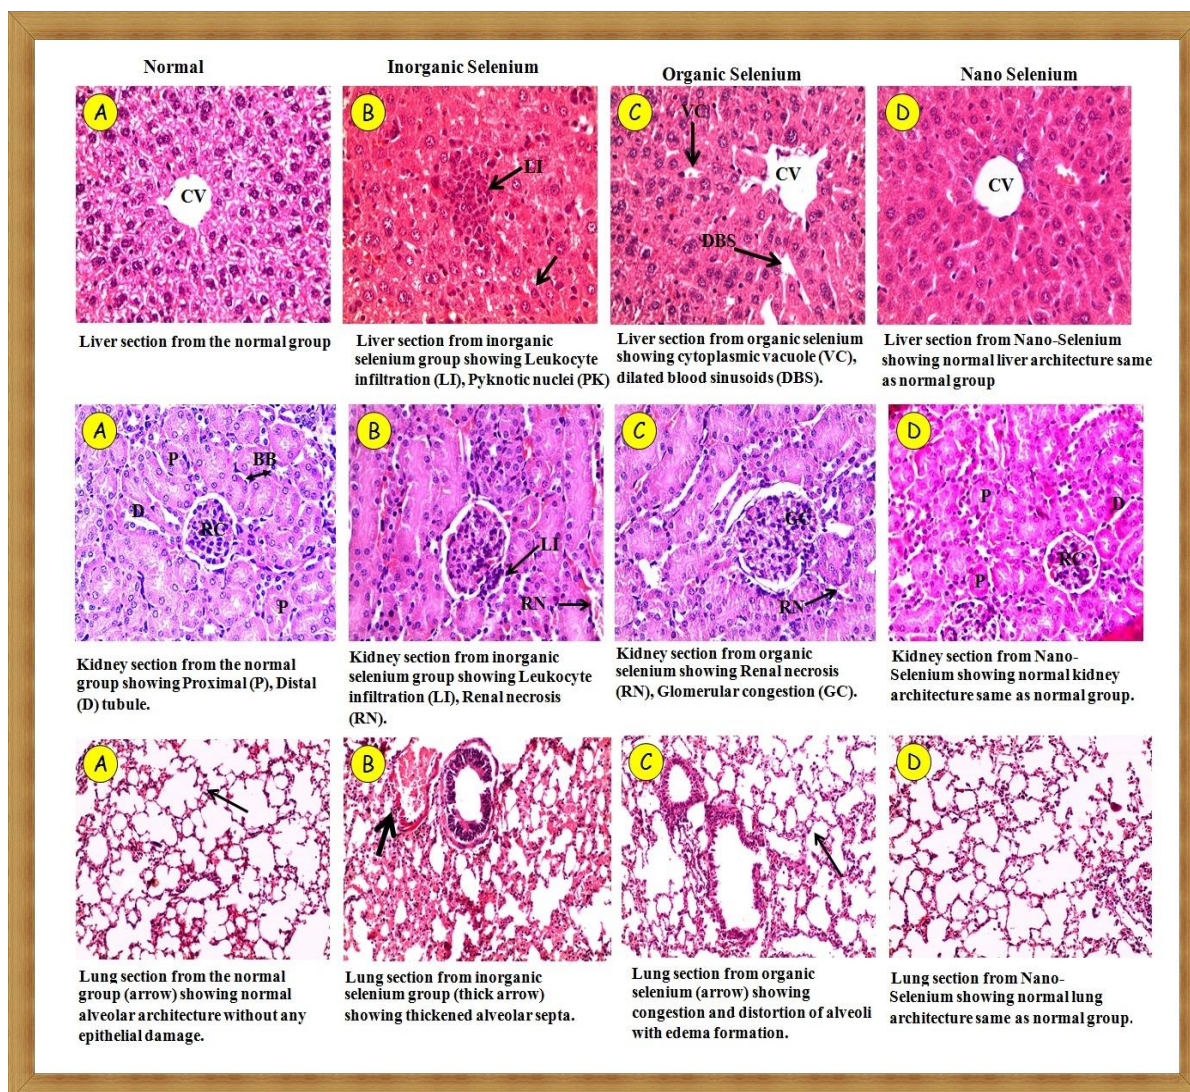 Normal
Inorganic Selenium
Organic Selenium
Nano Selenium
A
CV
B
LI
C
VC
CV
DBS
D
CV
Liver section from the normal group
Liver section from inorganic
selenium group showing Leukocyte
infiltration (LI), Pyknotic nuclei (PK)
Liver section from organic selenium
showing cytoplasmic vacuole (VC),
dilated blood sinusoids (DBS).
Liver section from Nano-Selenium
showing normal liver architecture same
as normal group
A
P
BB
D
RC
P
B
LI
RN
C
GC
RN
D
P
D
RC
P
Kidney section from the normal
group showing Proximal (P), Distal
(D) tubule.
Kidney section from inorganic
selenium group showing Leukocyte
infiltration (LI), Renal necrosis
(RN).
Kidney section from organic
selenium showing Renal necrosis
(RN), Glomerular congestion (GC).
Kidney section from Nano-
Selenium showing normal kidney
architecture same as normal group.
A
B
C
D
Lung section from the normal
group (arrow) showing normal
alveolar architecture without any
epithelial damage.
Lung section from inorganic
selenium group (thick arrow)
showing thickened alveolar septa.
Lung section from organic
selenium (arrow) showing
congestion and distortion of alveoli
with edema formation.
Lung section from Nano-
Selenium showing normal lung
architecture same as normal group.